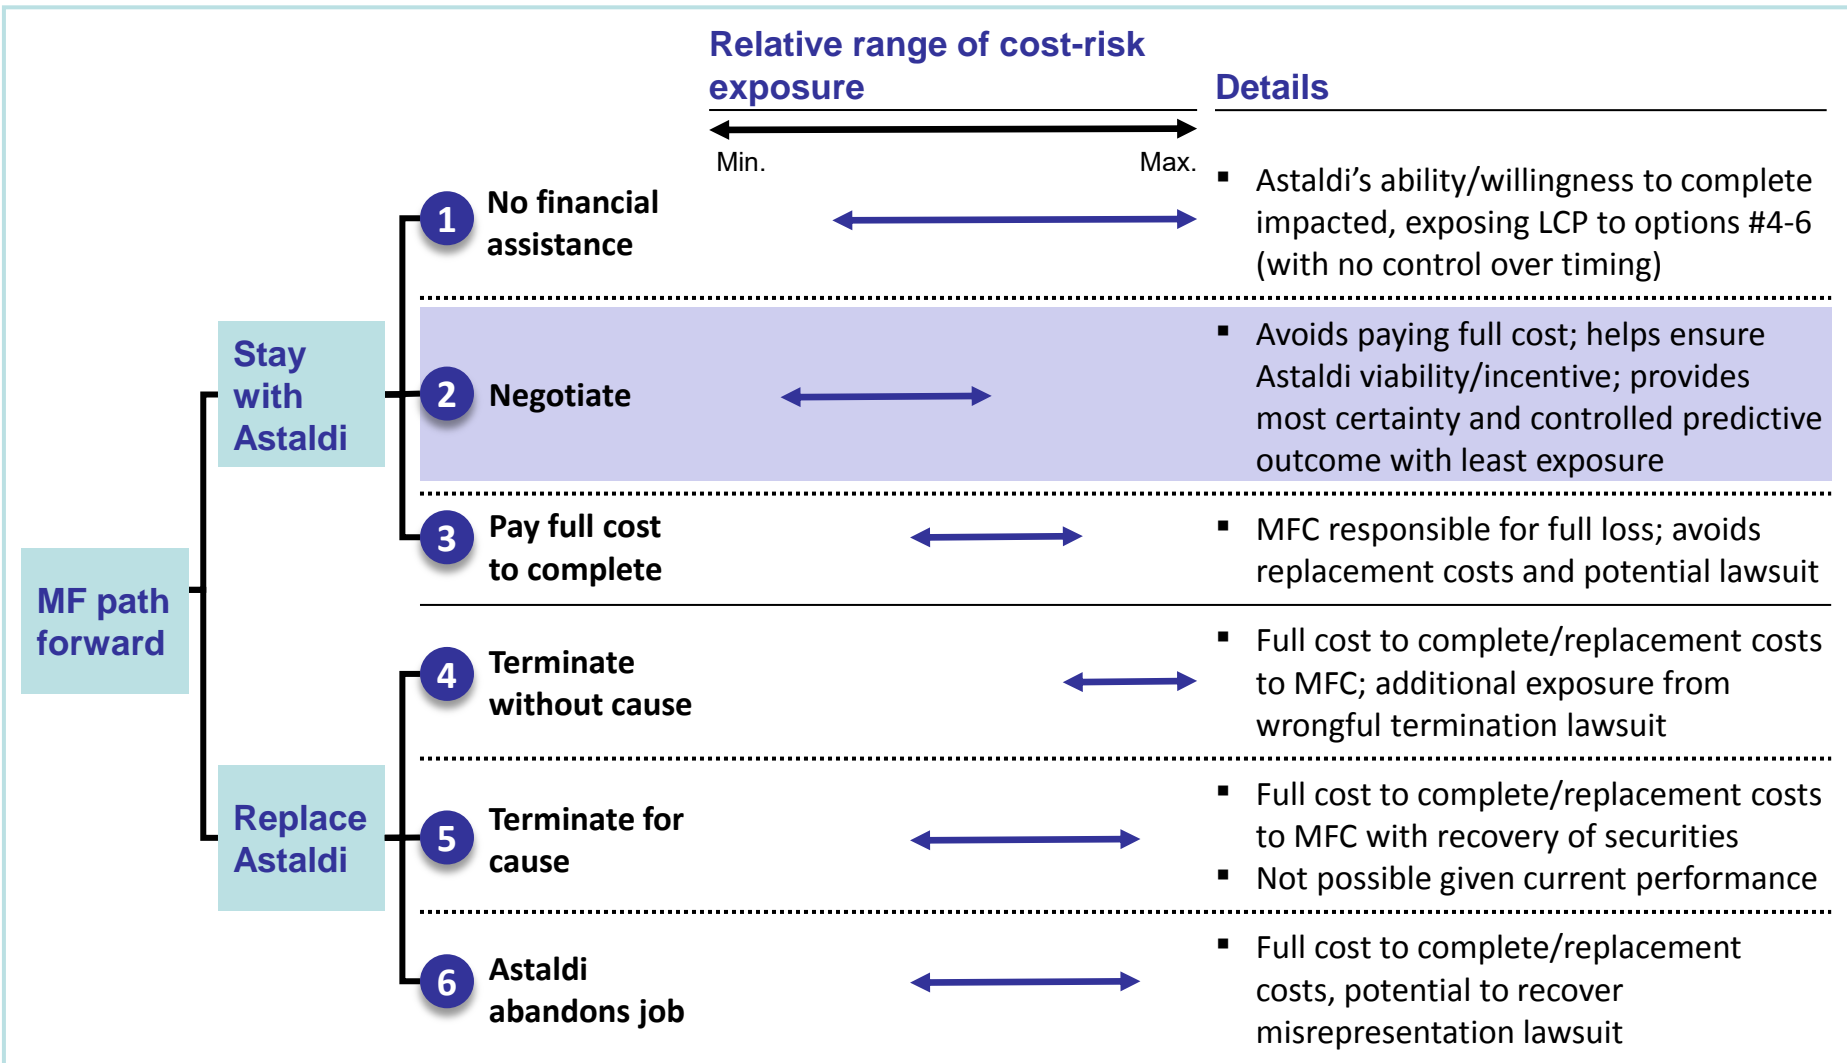 Relative range of cost-risk
exposure
Details
Min.
Max.
MF path
forward
Stay
with
Astaldi
1
No financial
assistance
▪ Astaldi’s ability/willingness to complete
impacted, exposing LCP to options #4-6
(with no control over timing)
2
Negotiate
▪ Avoids paying full cost; helps ensure
Astaldi viability/incentive; provides
most certainty and controlled predictive
outcome with least exposure
3
Pay full cost
to complete
▪ MFC responsible for full loss; avoids
replacement costs and potential lawsuit
Replace
Astaldi
4
Terminate
without cause
▪ Full cost to complete/replacement costs
to MFC; additional exposure from
wrongful termination lawsuit
5
Terminate for
cause
▪ Full cost to complete/replacement costs
to MFC with recovery of securities
▪ Not possible given current performance
6
Astaldi
abandons job
▪ Full cost to complete/replacement
costs, potential to recover
misrepresentation lawsuit